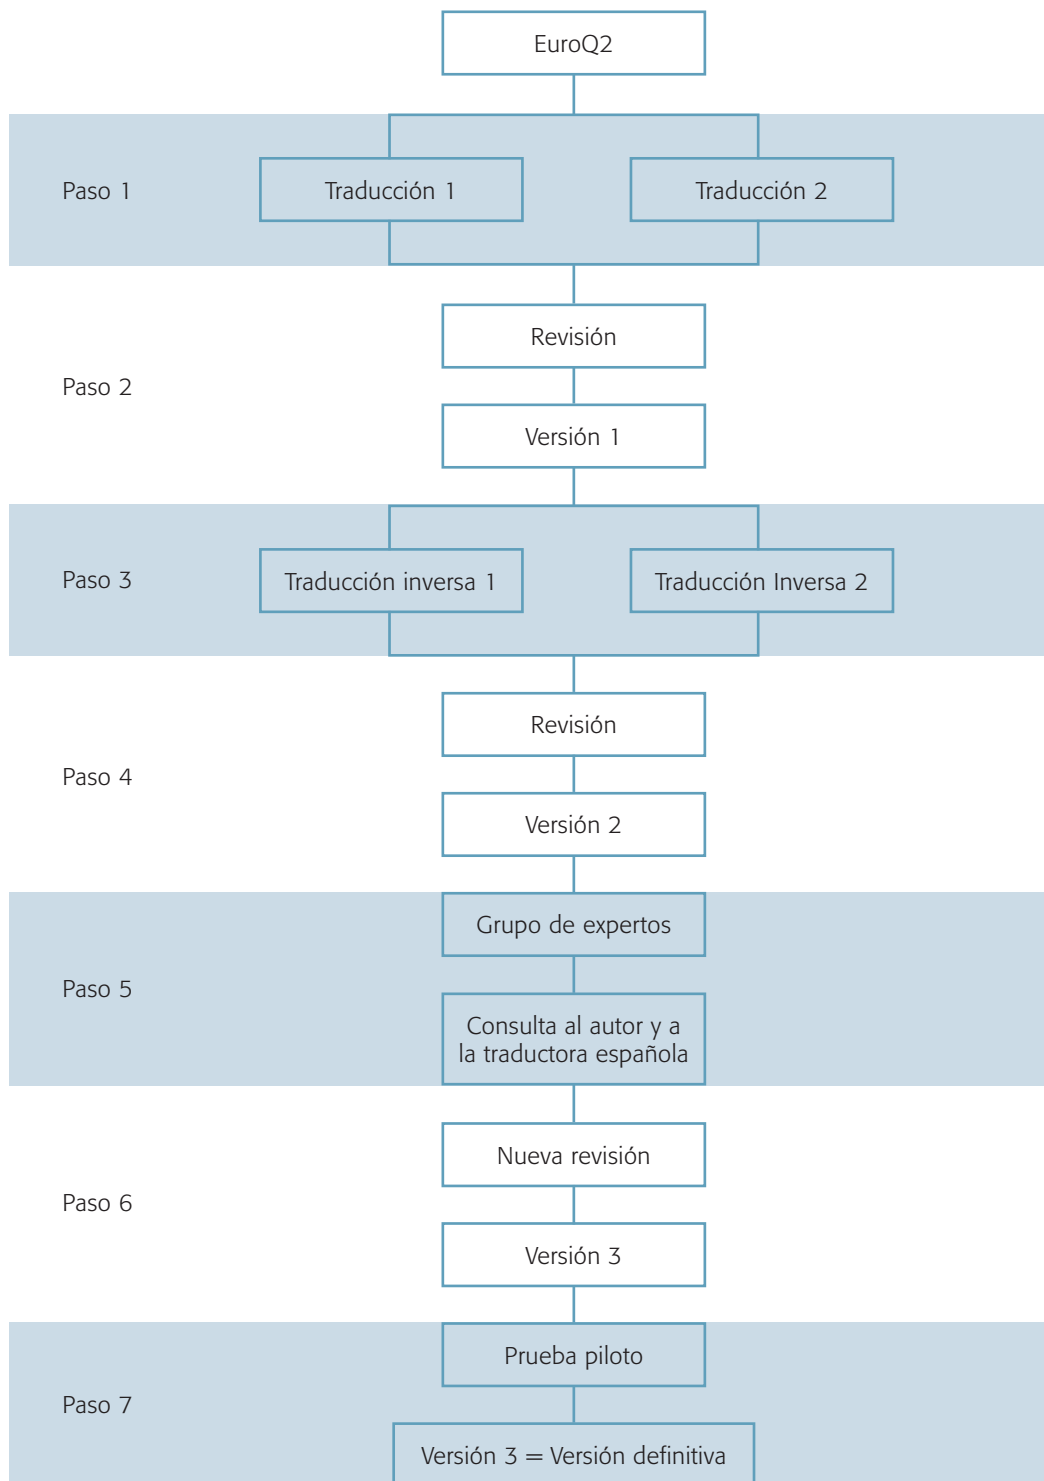 EuroQ2
Paso 1
Traducción 1
Traducción 2
Revisión
Paso 2
Versión 1
Paso 3
Traducción inversa 1
Traducción Inversa 2
Revisión
Paso 4
Versión 2
Grupo de expertos
Paso 5
Consulta al autor y a
la traductora española
Nueva revisión
Paso 6
Versión 3
Prueba piloto
Paso 7
Versión 3 = Versión definitiva